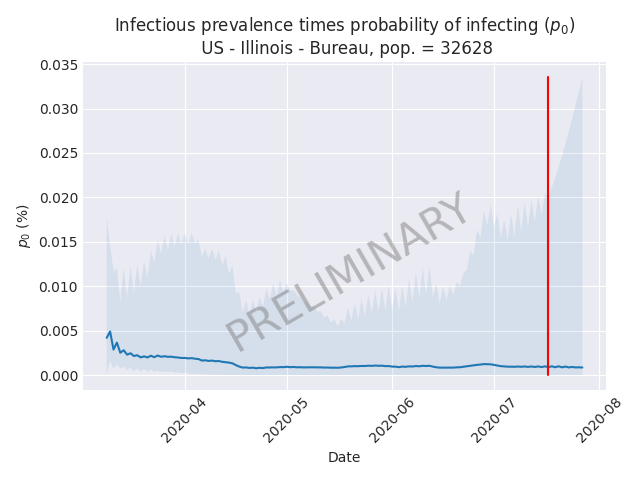 Infectious prevalence times probability of infecting (p₀)
US - Illinois - Bureau, pop. = 32628
0.035
0.030
0.025
0.020
0.015
0.010
0.005
0.000
p₀ (%)
PRELIMINARY
2020-04
2020-05
2020-06
2020-07
2020-08
Date